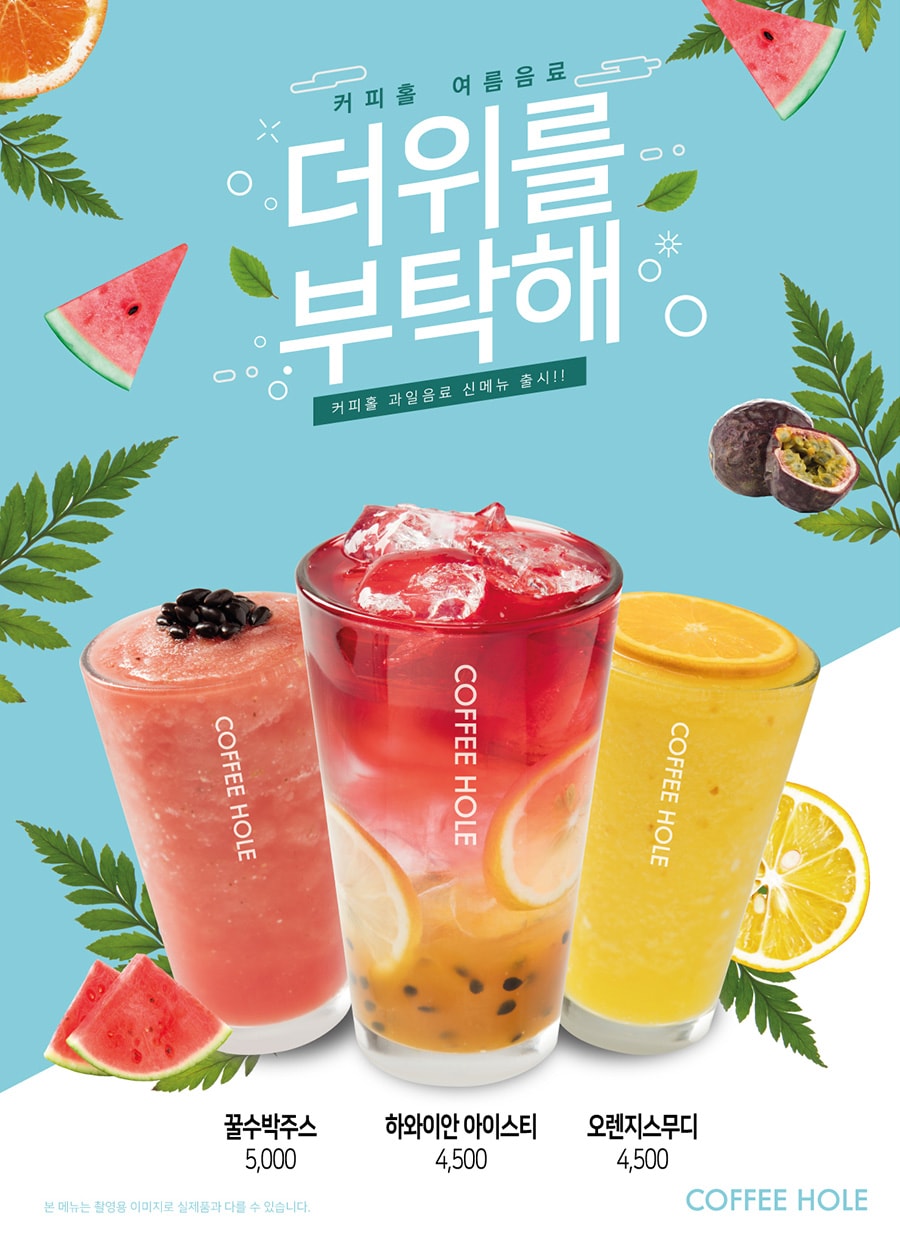 커피홀 여름음료
더위를
부탁해
커피홀 과일음료 신메뉴 출시!!
COFFEE HOLE
COFFEE HOLE
COFFEE HOLE
꿀수박주스
5,000
하와이안 아이스티
4,500
오렌지스무디
4,500
본 메뉴는 촬영용 이미지로 실제품과 다를 수 있습니다.
COFFEE HOLE